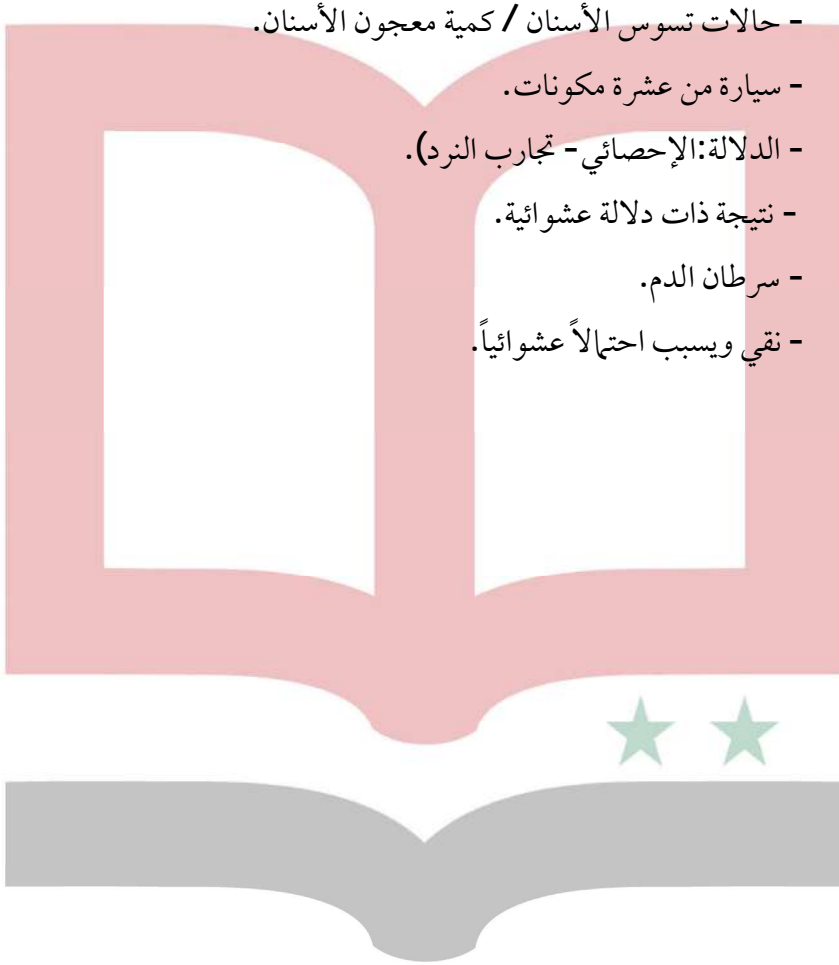 - حالات تسوس الأسنان / كمية معجون الأسنان.
- سيارة من عشرة مكونات.
- الدلالة:الإحصائي- تجارب النرد).
- نتيجة ذات دلالة عشوائية.
- سرطان الدم.
- نقي ويسبب احتمالاً عشوائياً.